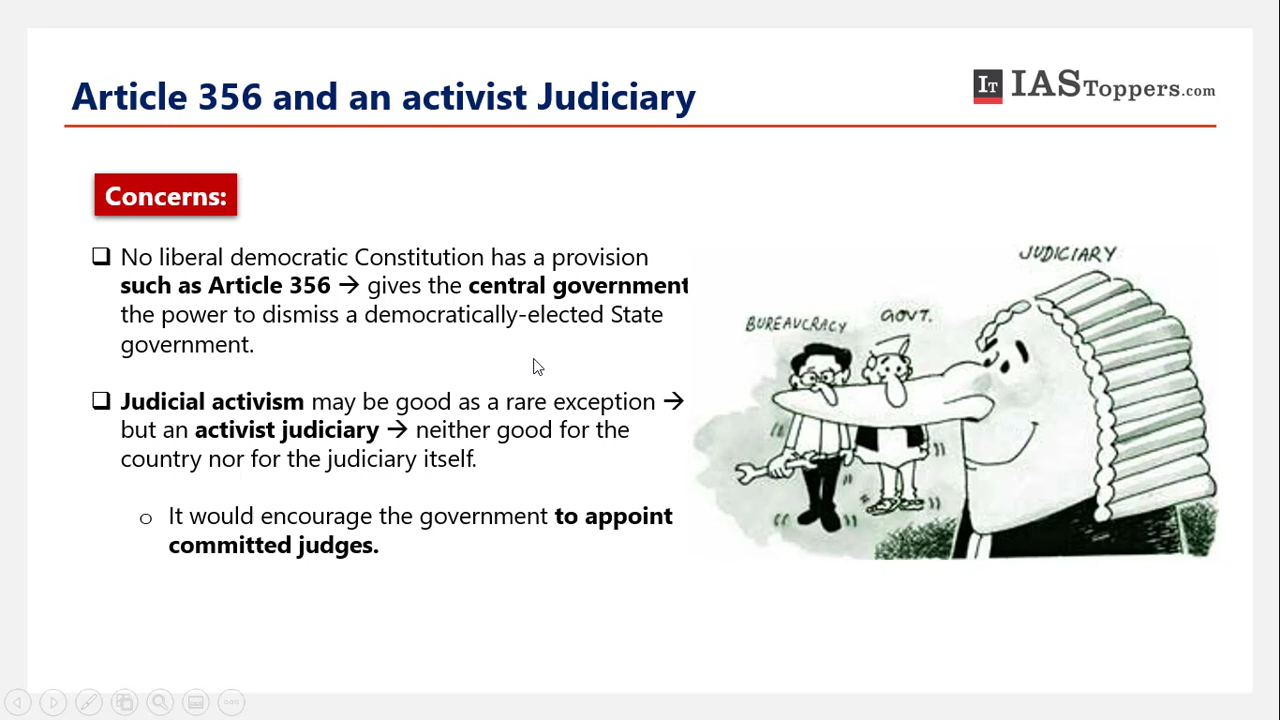 Article 356 and an activist Judiciary
IT IASToppers.com
Concerns:
❑ No liberal democratic Constitution has a provision
such as Article 356 → gives the central government
the power to dismiss a democratically-elected State
government.
❑ Judicial activism may be good as a rare exception →
but an activist judiciary → neither good for the
country nor for the judiciary itself.
o It would encourage the government to appoint
committed judges.
JUDICIARY
BUREAUCRACY
GOVT.